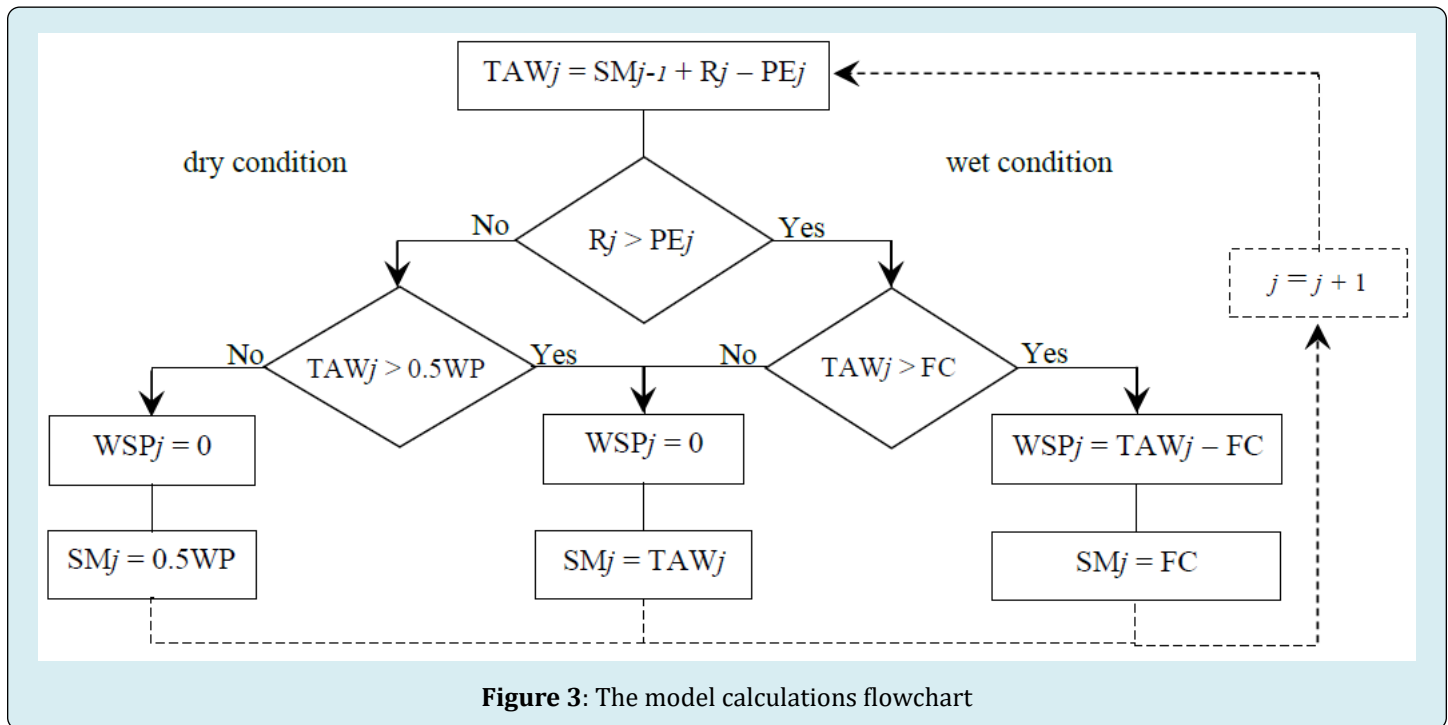 TAWj = SMj-1 + Rj – PEj
dry condition
wet condition
No
Rj > PEj
Yes
j = j + 1
No
TAWj > 0.5WP
Yes
No
TAWj > FC
Yes
WSPj = 0
WSPj = 0
WSPj = TAWj – FC
SMj = 0.5WP
SMj = TAWj
SMj = FC
Figure 3: The model calculations flowchart